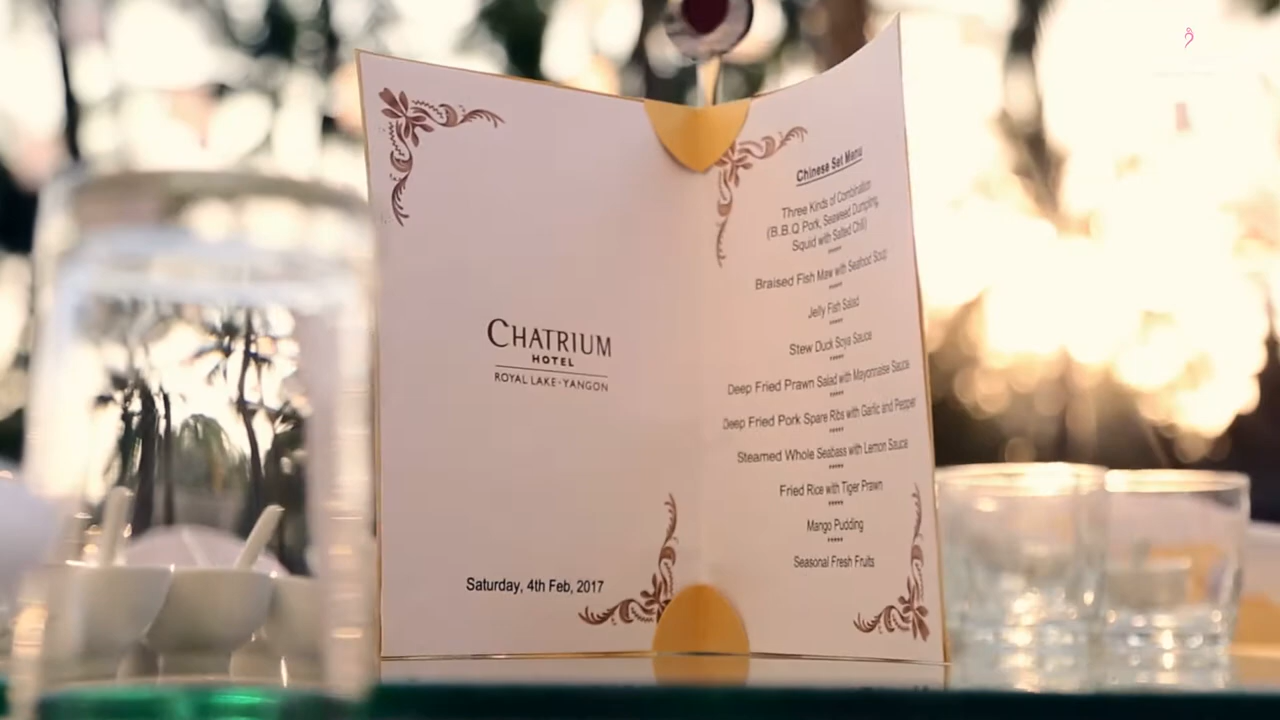 CHATRIUM
HOTEL
ROYAL LAKE·YANGON
Saturday, 4th Feb, 2017
Chinese Set Menu
Three Kinds of Combination
(B.B.Q Pork, Seaweed Dumpling,
Squid with Salted Chili)
*****
Braised Fish Maw with Seafood Soup
*****
Jelly Fish Salad
*****
Stew Duck Soya Sauce
*****
Deep Fried Prawn Salad with Mayonnaise Sauce
*****
Deep Fried Pork Spare Ribs with Garlic and Pepper
*****
Steamed Whole Seabass with Lemon Sauce
*****
Fried Rice with Tiger Prawn
*****
Mango Pudding
*****
Seasonal Fresh Fruits